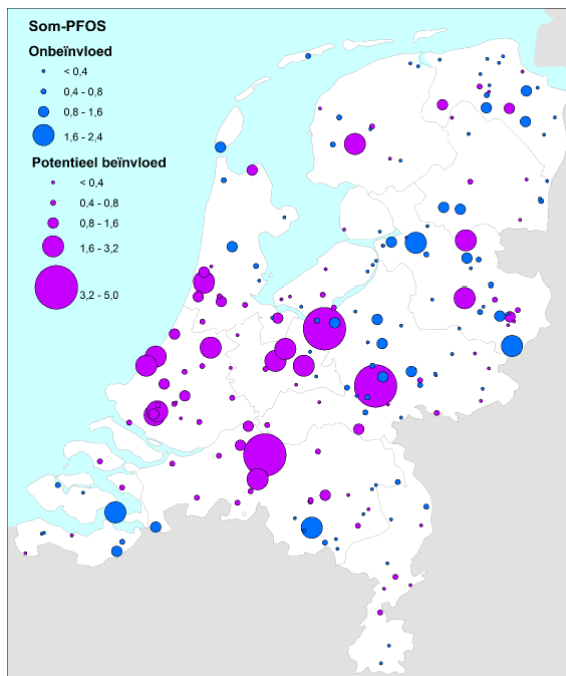 Som-PFOS
Onbeïnvloed
< 0,4
0,4 - 0,8
0,8 - 1,6
1,6 - 2,4
Potentieel beïnvloed
< 0,4
0,4 - 0,8
0,8 - 1,6
1,6 - 3,2
3,2 - 5,0